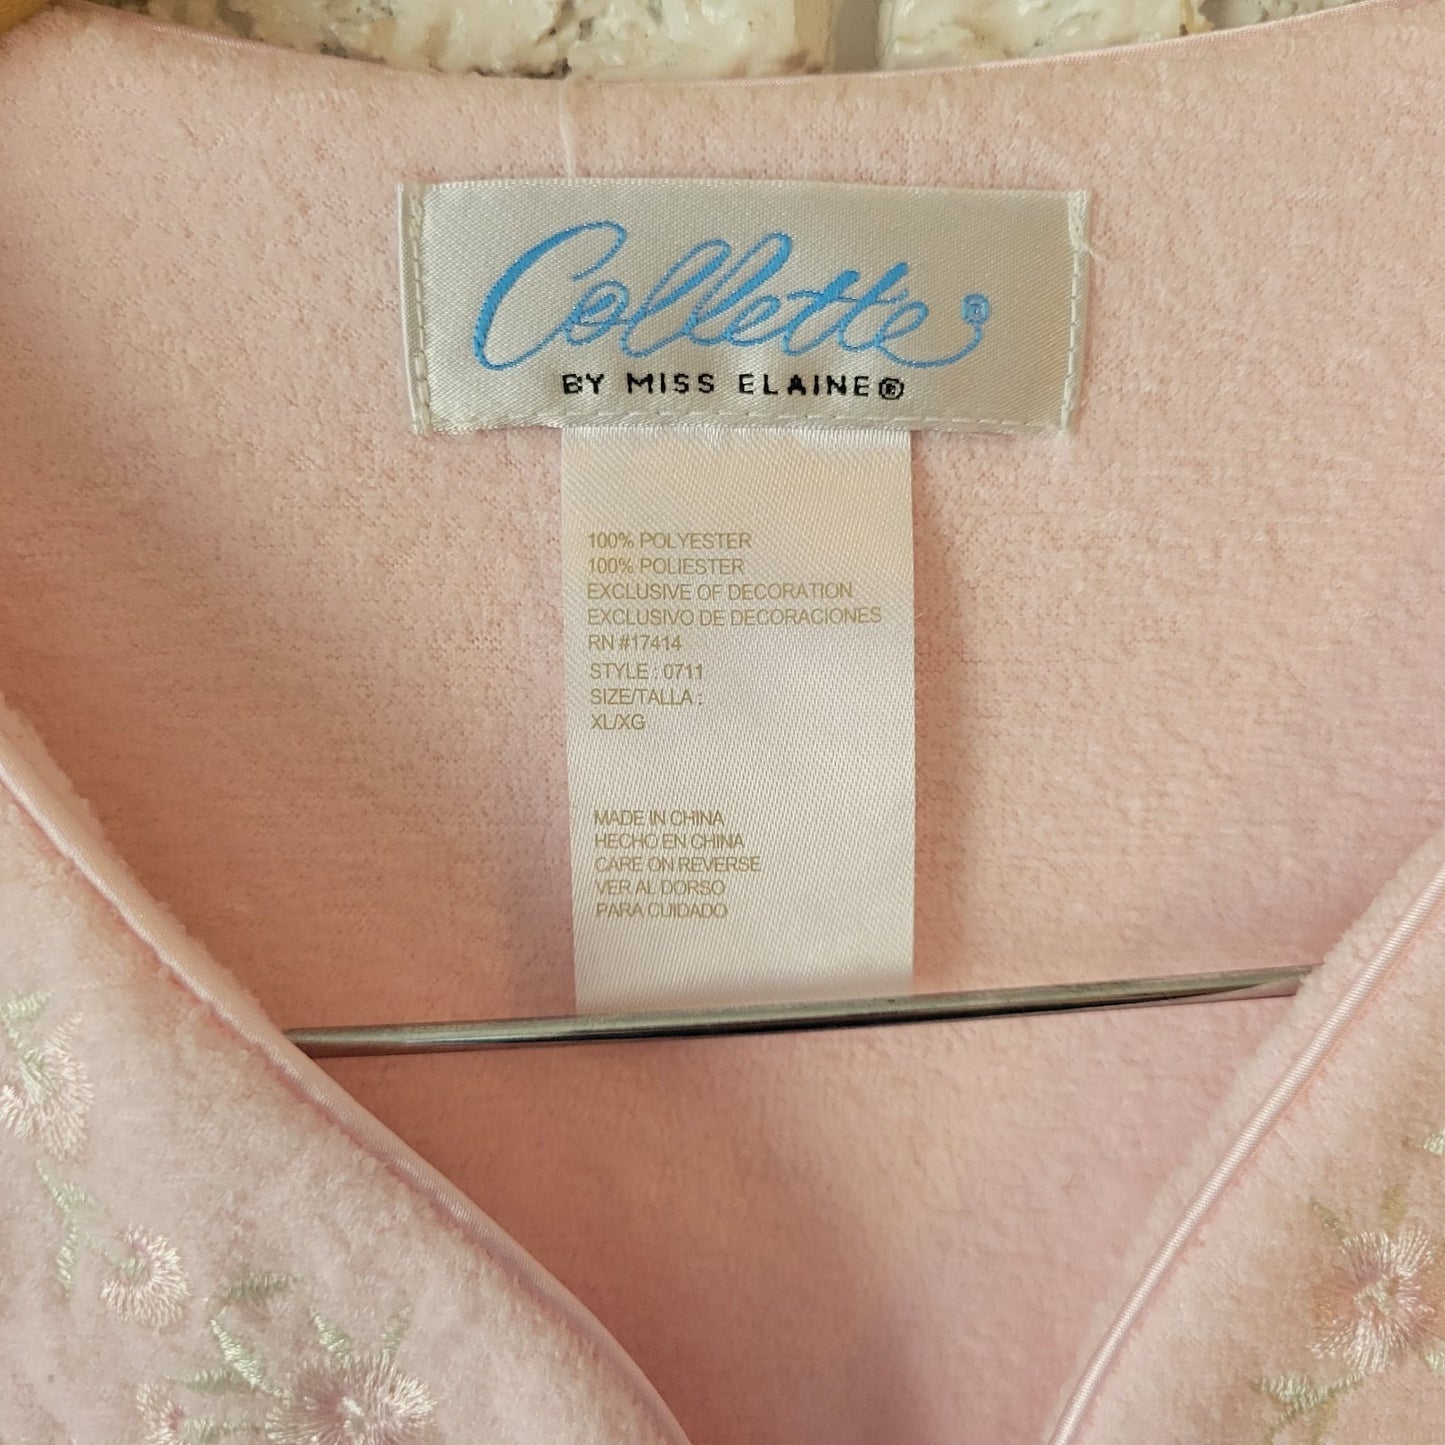 Collette®
BY MISS ELAINE®
100% POLYESTER
100% POLIESTER
EXCLUSIVE OF DECORATION
EXCLUSIVO DE DECORACIONES
RN #17414
STYLE : 0711
SIZE/TALLA :
XL/XG
MADE IN CHINA
HECHO EN CHINA
CARE ON REVERSE
VER AL DORSO
PARA CUIDADO